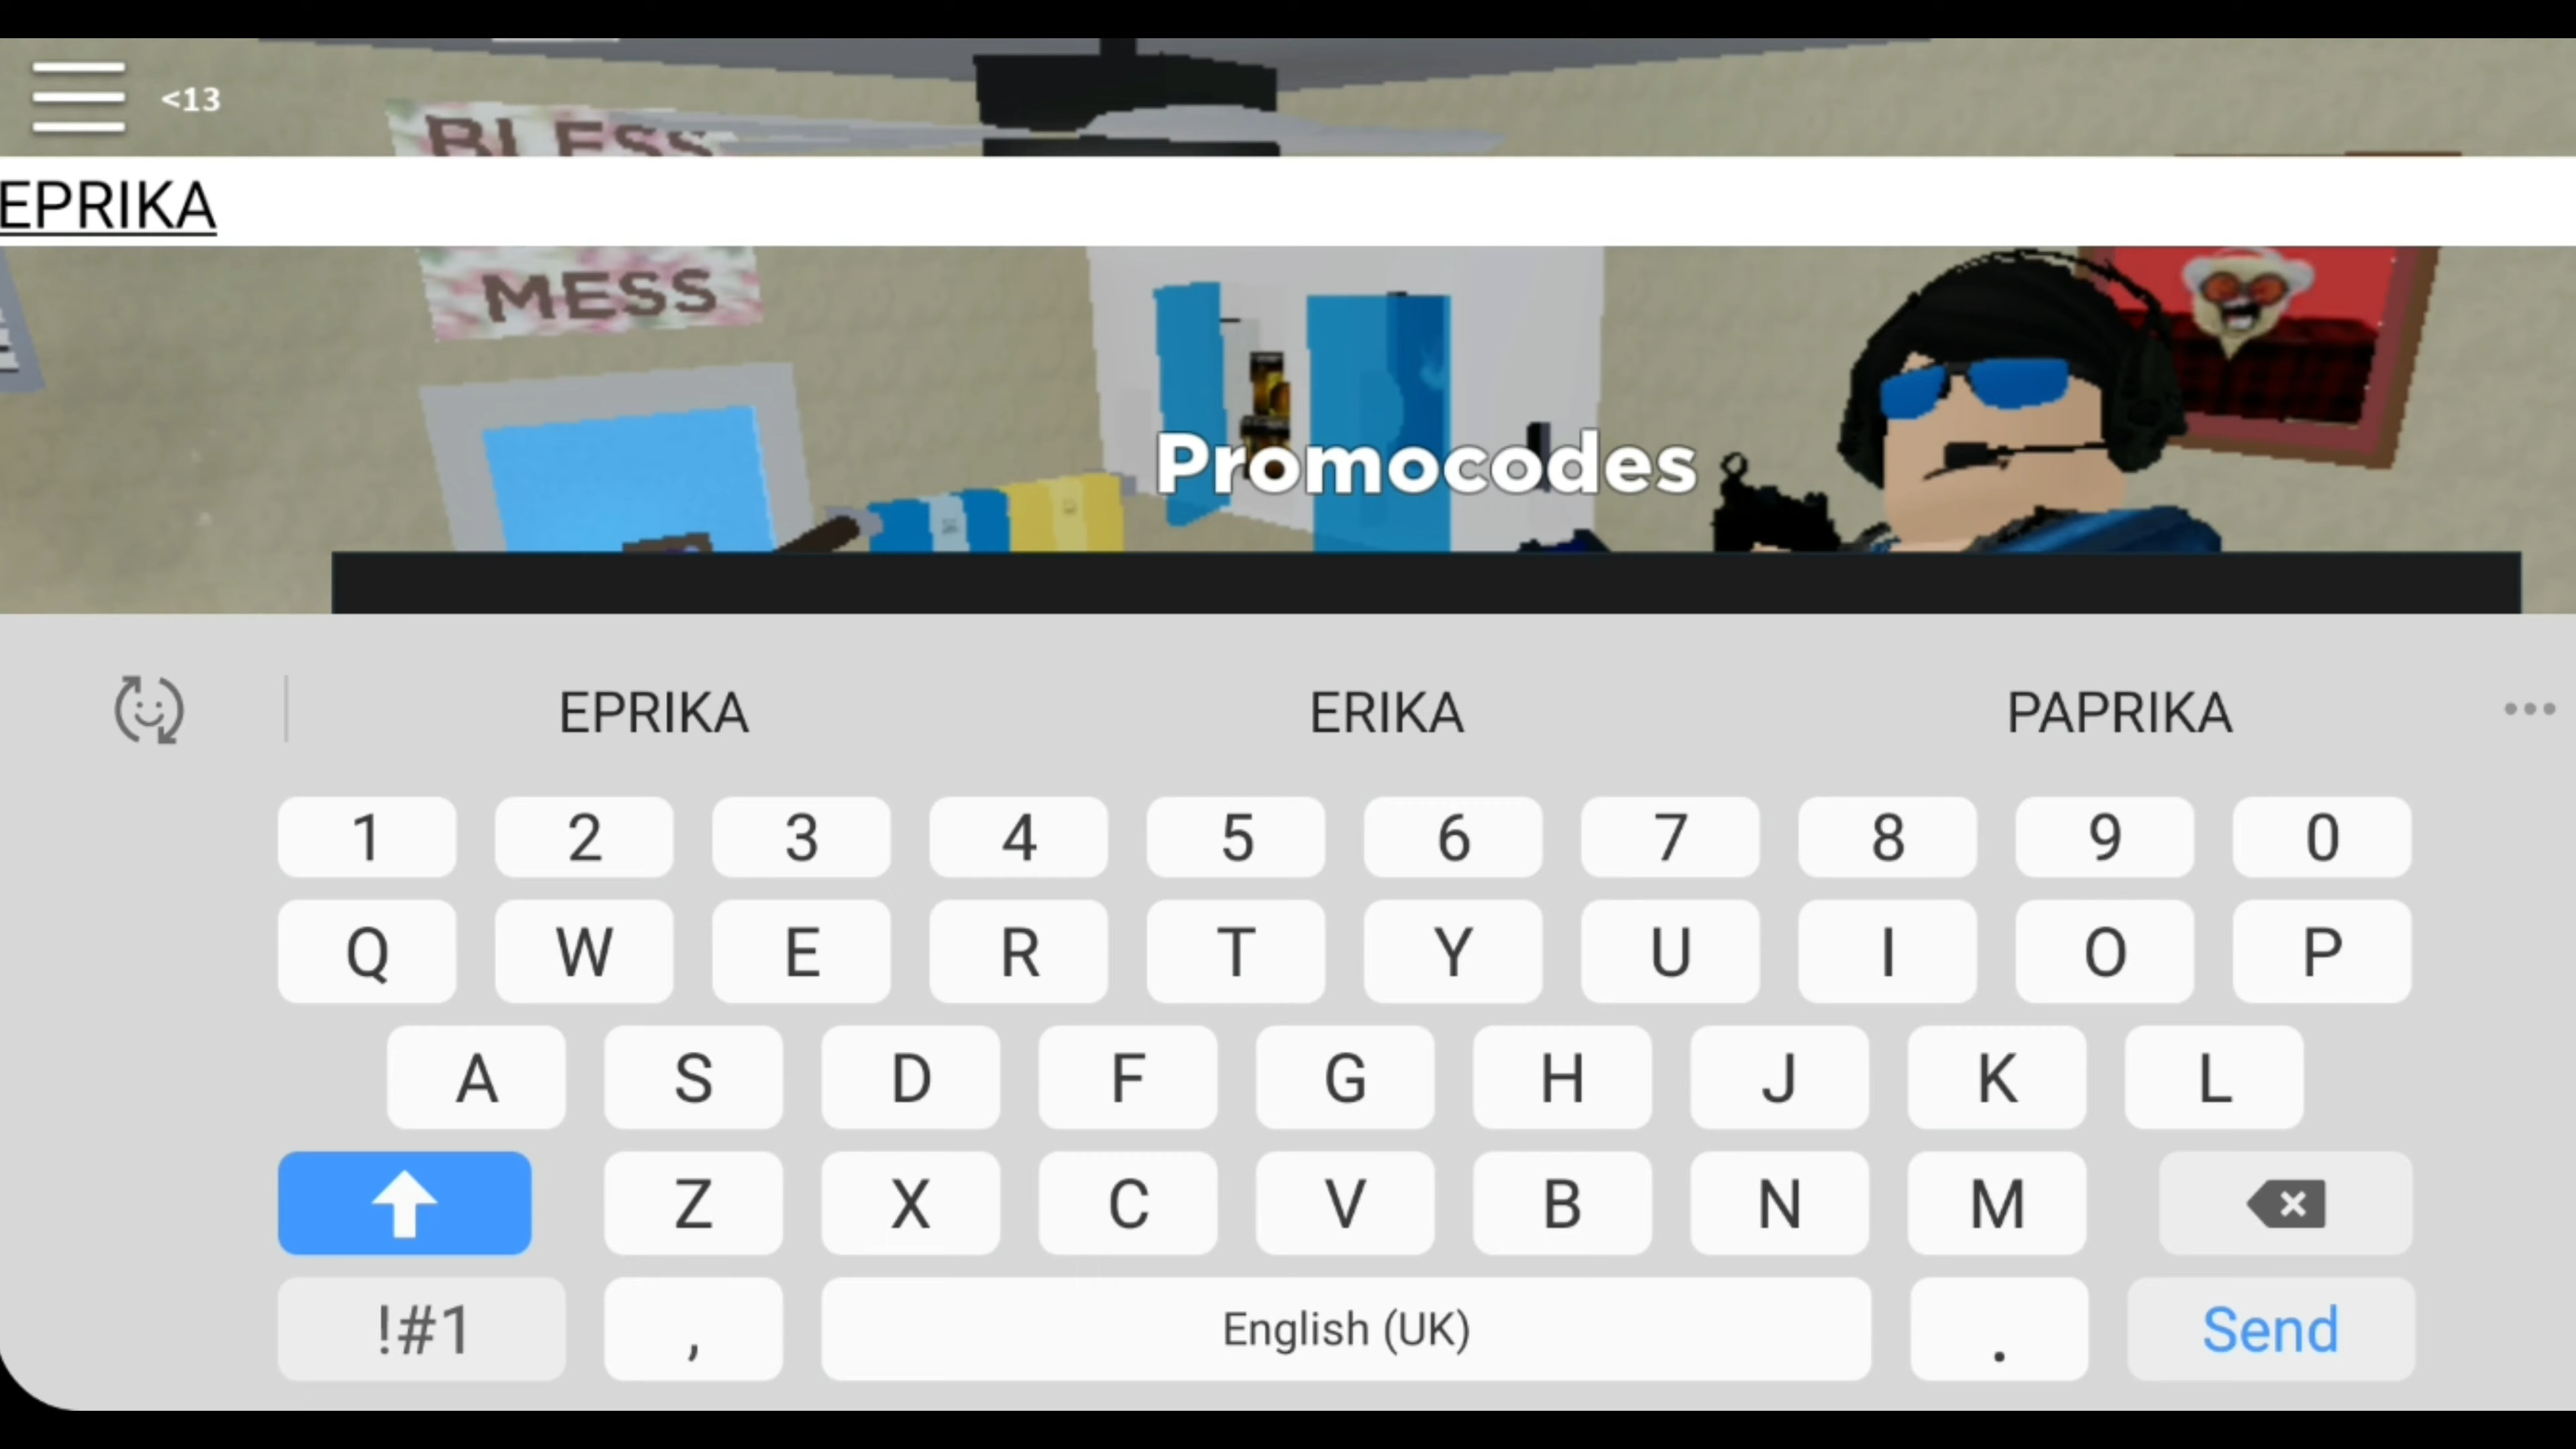 <13
BLESS
EPRIKA
MESS
Promocodes
EPRIKA ERIKA PAPRIKA
1 2 3 4 5 6 7 8 9 0
Q W E R T Y U I O P
A S D F G H J K L
Z X C V B N M
!#1 , English (UK) . Send